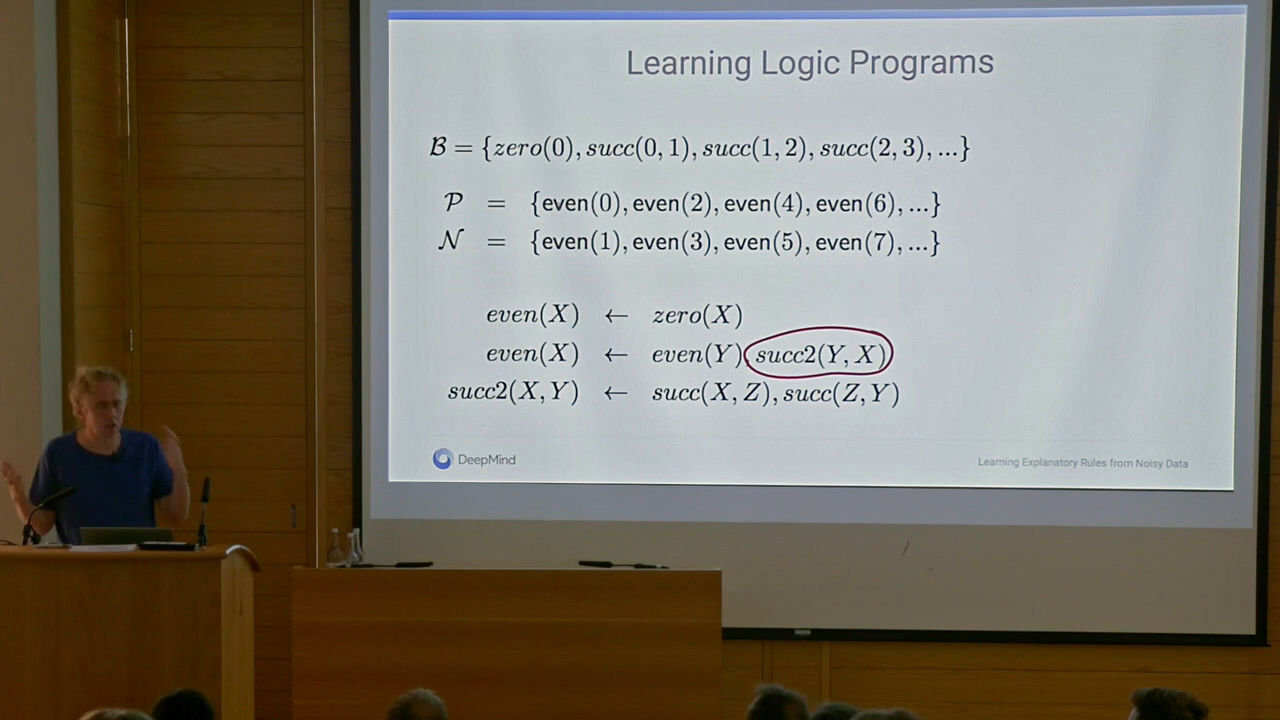 Learning Logic Programs
ℬ = {zero(0), succ(0, 1), succ(1, 2), succ(2, 3), ...}
𝒫 = {even(0), even(2), even(4), even(6), ...}
𝒩 = {even(1), even(3), even(5), even(7), ...}
even(X) ← zero(X)
even(X) ← even(Y), succ2(Y, X)
succ2(X, Y) ← succ(X, Z), succ(Z, Y)
DeepMind
Learning Explanatory Rules from Noisy Data